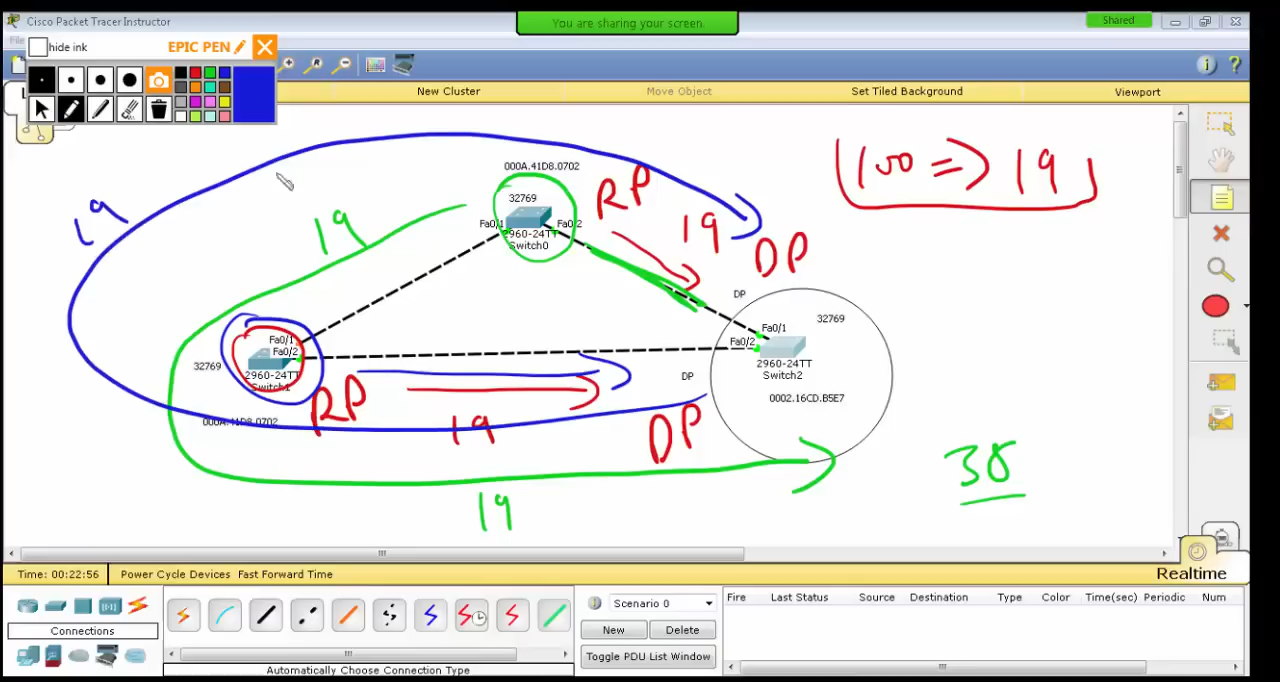 Cisco Packet Tracer Instructor
You are sharing your screen.
Shared
hide ink
EPIC PEN
New Cluster
Move Object
Set Tiled Background
Viewport
000A.41D8.0702
32769
Fa0/1
Fa0/2
2960-24TT
Switch0
RP
19
19
19
100 => 19
DP
DP
32769
Fa0/1
Fa0/2
2960-24TT
Switch2
0002.16CD.B5E7
Fa0/1
Fa0/2
32769
2960-24TT
Switch1
000A.41D8.0702
RP
19
DP
DP
38
19
Time: 00:22:56
Power Cycle Devices Fast Forward Time
Realtime
Connections
Automatically Choose Connection Type
Scenario 0
New
Delete
Toggle PDU List Window
Fire Last Status Source Destination Type Color Time(sec) Periodic Num